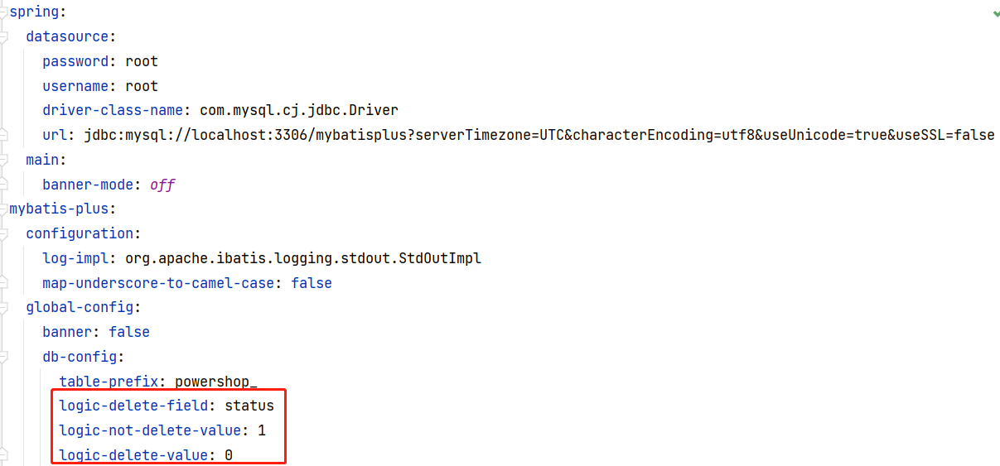 spring:
  datasource:
    password: root
    username: root
    driver-class-name: com.mysql.cj.jdbc.Driver
    url: jdbc:mysql://localhost:3306/mybatisplus?serverTimezone=UTC&characterEncoding=utf8&useUnicode=true&useSSL=false
  main:
    banner-mode: off
mybatis-plus:
  configuration:
    log-impl: org.apache.ibatis.logging.stdout.StdOutImpl
    map-underscore-to-camel-case: false
  global-config:
    banner: false
    db-config:
      table-prefix: powershop_
      logic-delete-field: status
      logic-not-delete-value: 1
      logic-delete-value: 0